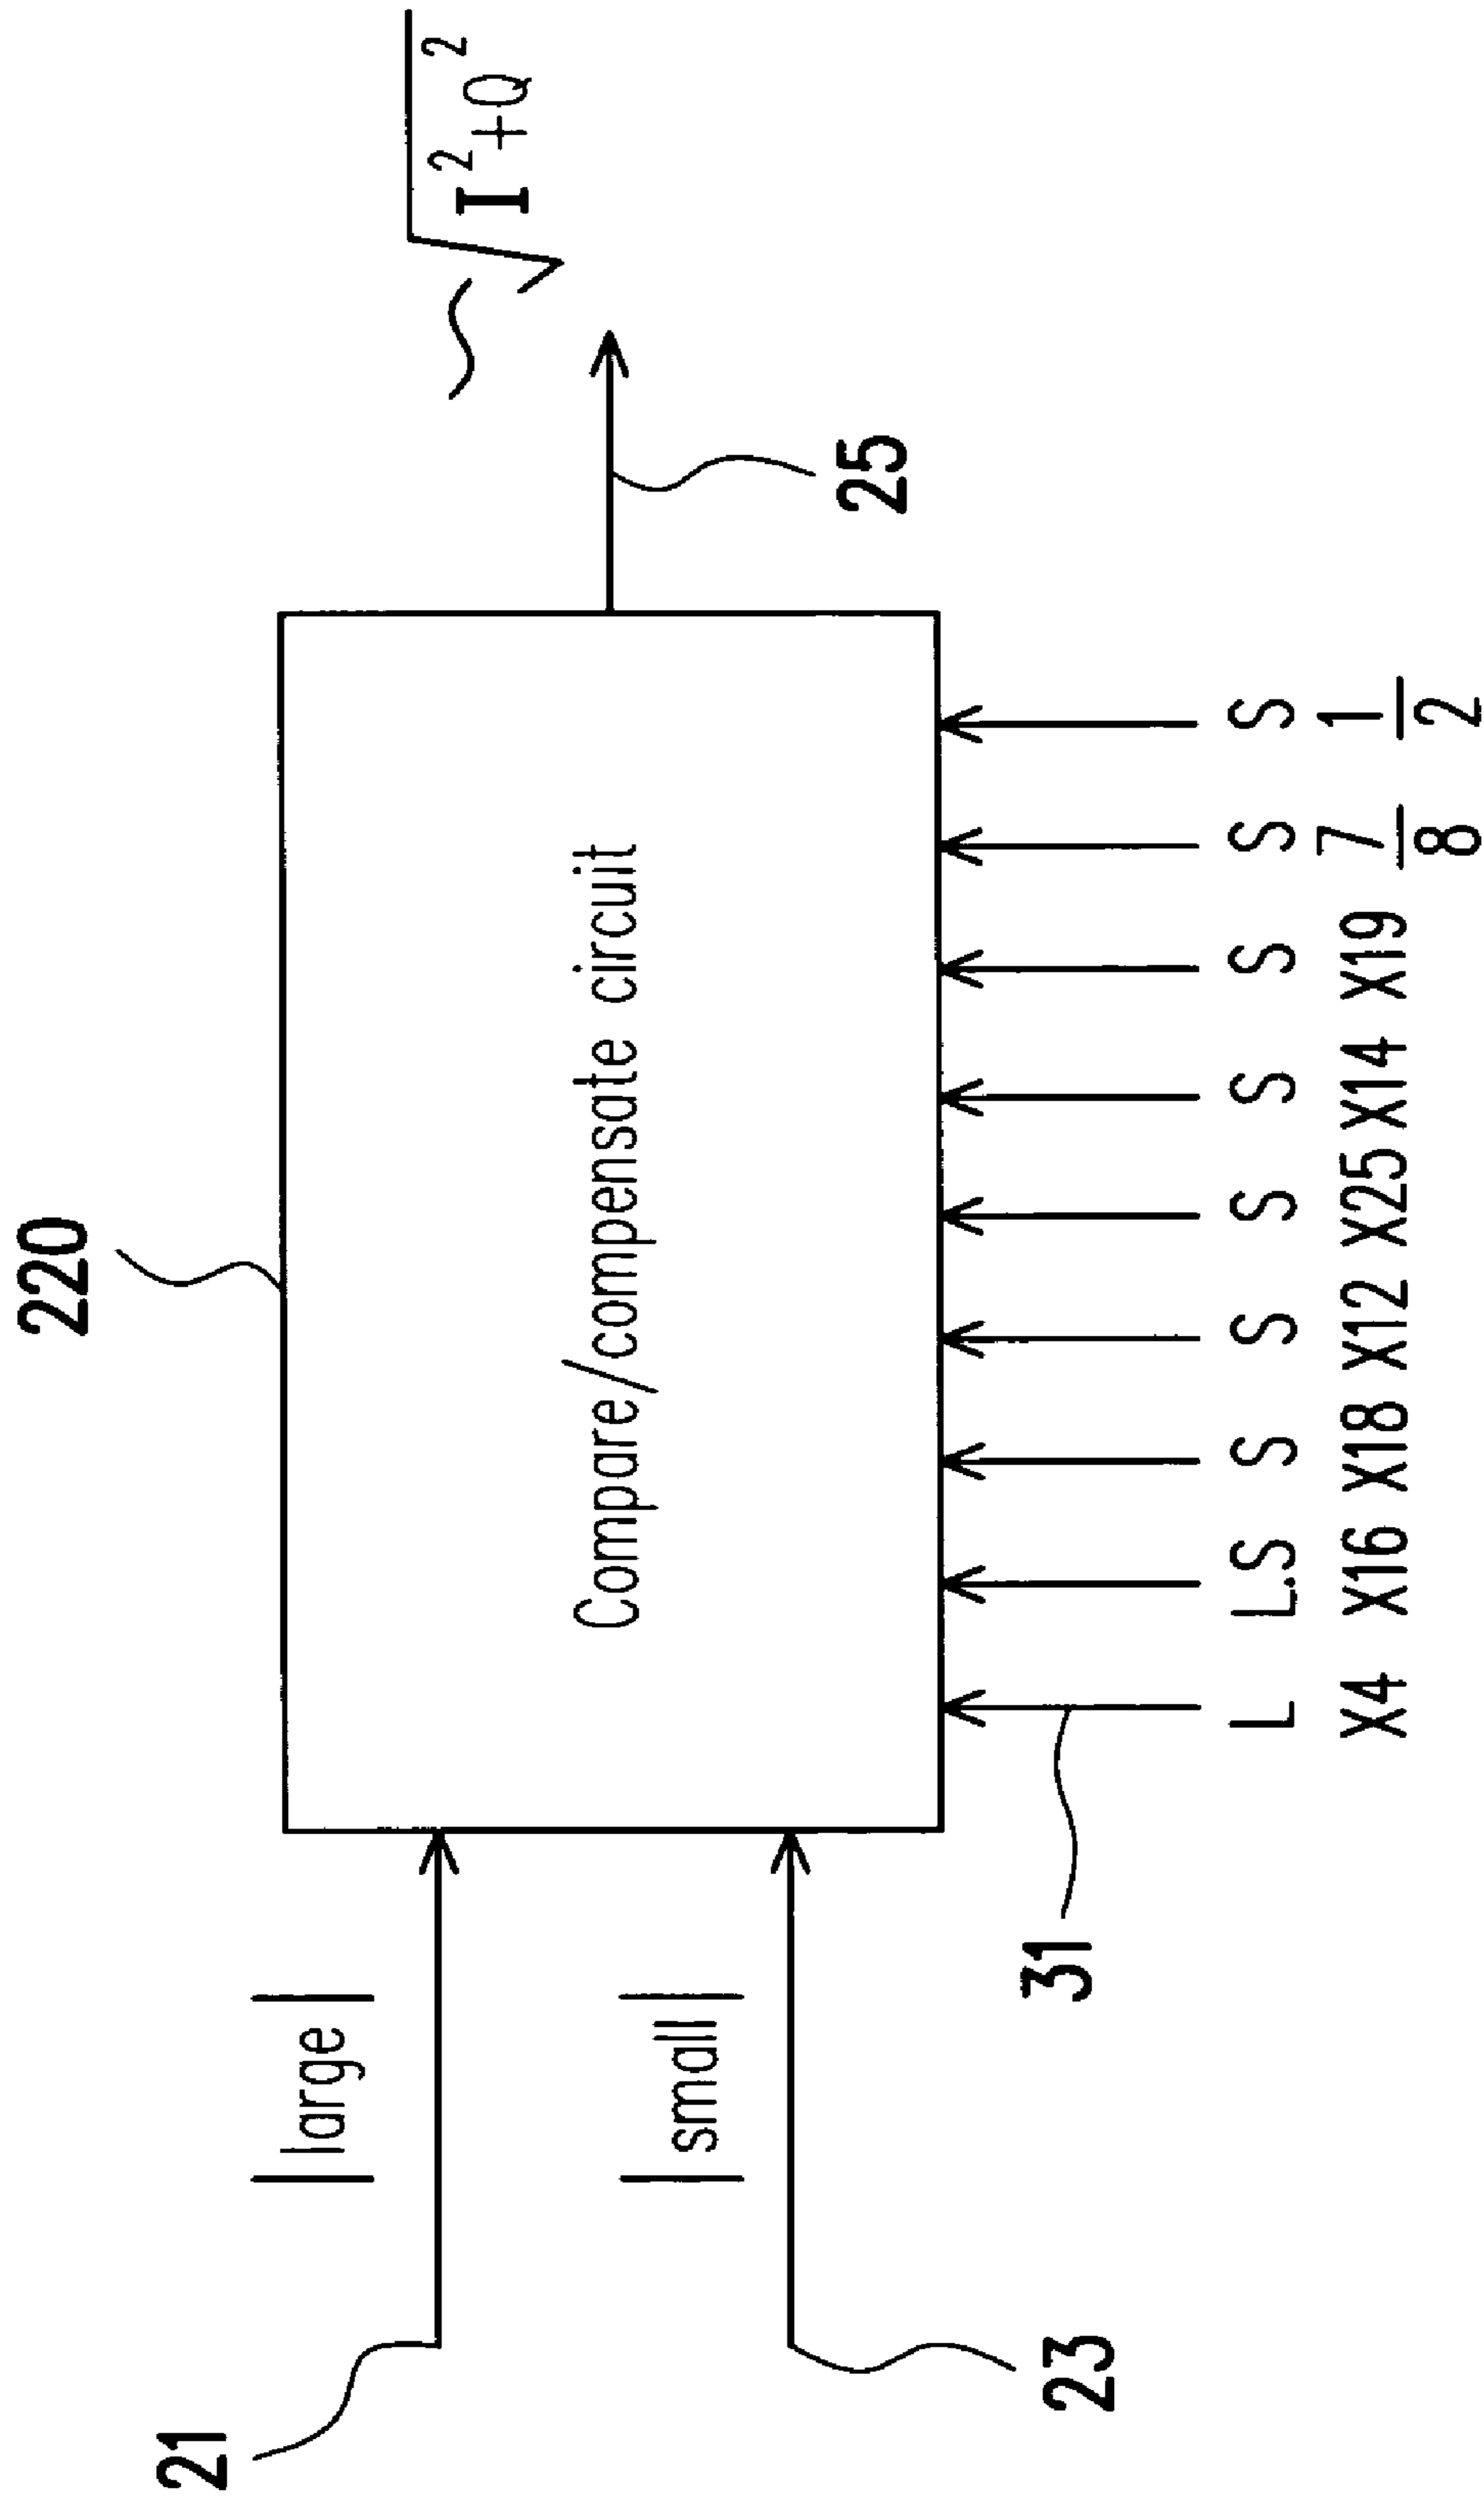 220
~√I²+Q²
|large|
Compare/compensate circuit
|small|
21
25
23
31
L L.S S S S S S S S
X4 X16 X18 X12 X25 X14 X19 7/8 1/2